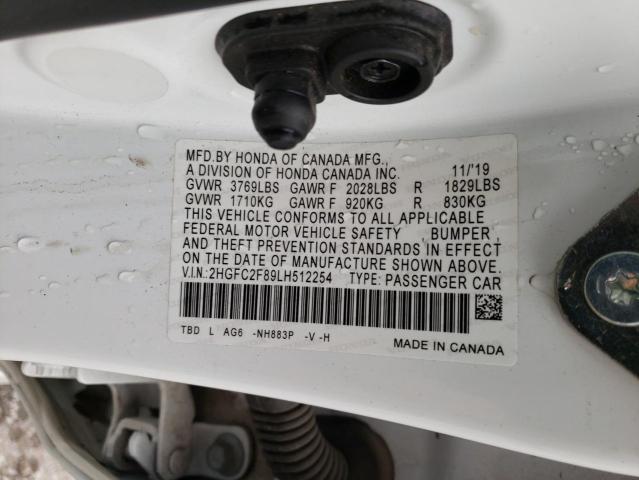 MFD.BY HONDA OF CANADA MFG.,
A DIVISION OF HONDA CANADA INC. 11/'19
GVWR 3769LBS GAWR F 2028LBS R 1829LBS
GVWR 1710KG GAWR F 920KG R 830KG
THIS VEHICLE CONFORMS TO ALL APPLICABLE
FEDERAL MOTOR VEHICLE SAFETY , BUMPER,
AND THEFT PREVENTION STANDARDS IN EFFECT
ON THE DATE OF MANUFACTURE SHOWN ABOVE.
V.I.N.:2HGFC2F89LH512254 TYPE: PASSENGER CAR
TBD L AG6 -NH883P -V -H
MADE IN CANADA